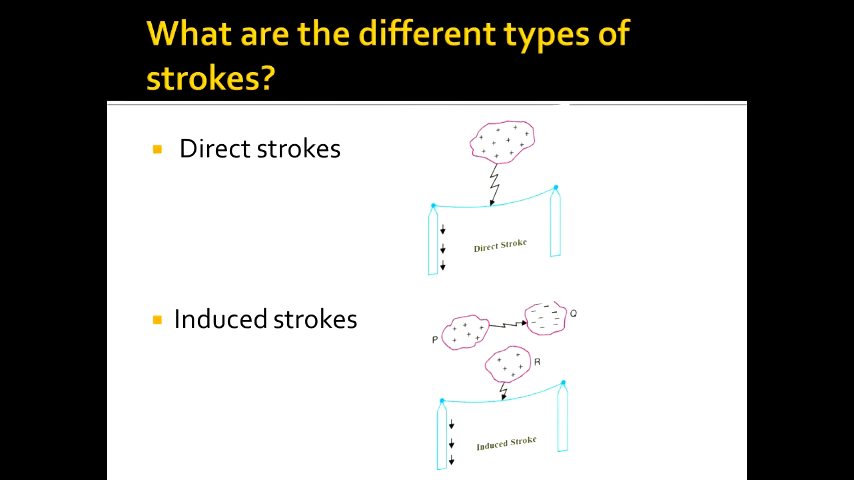 What are the different types of
strokes?
Direct strokes
Direct Stroke
Induced strokes
P
Q
R
Induced Stroke